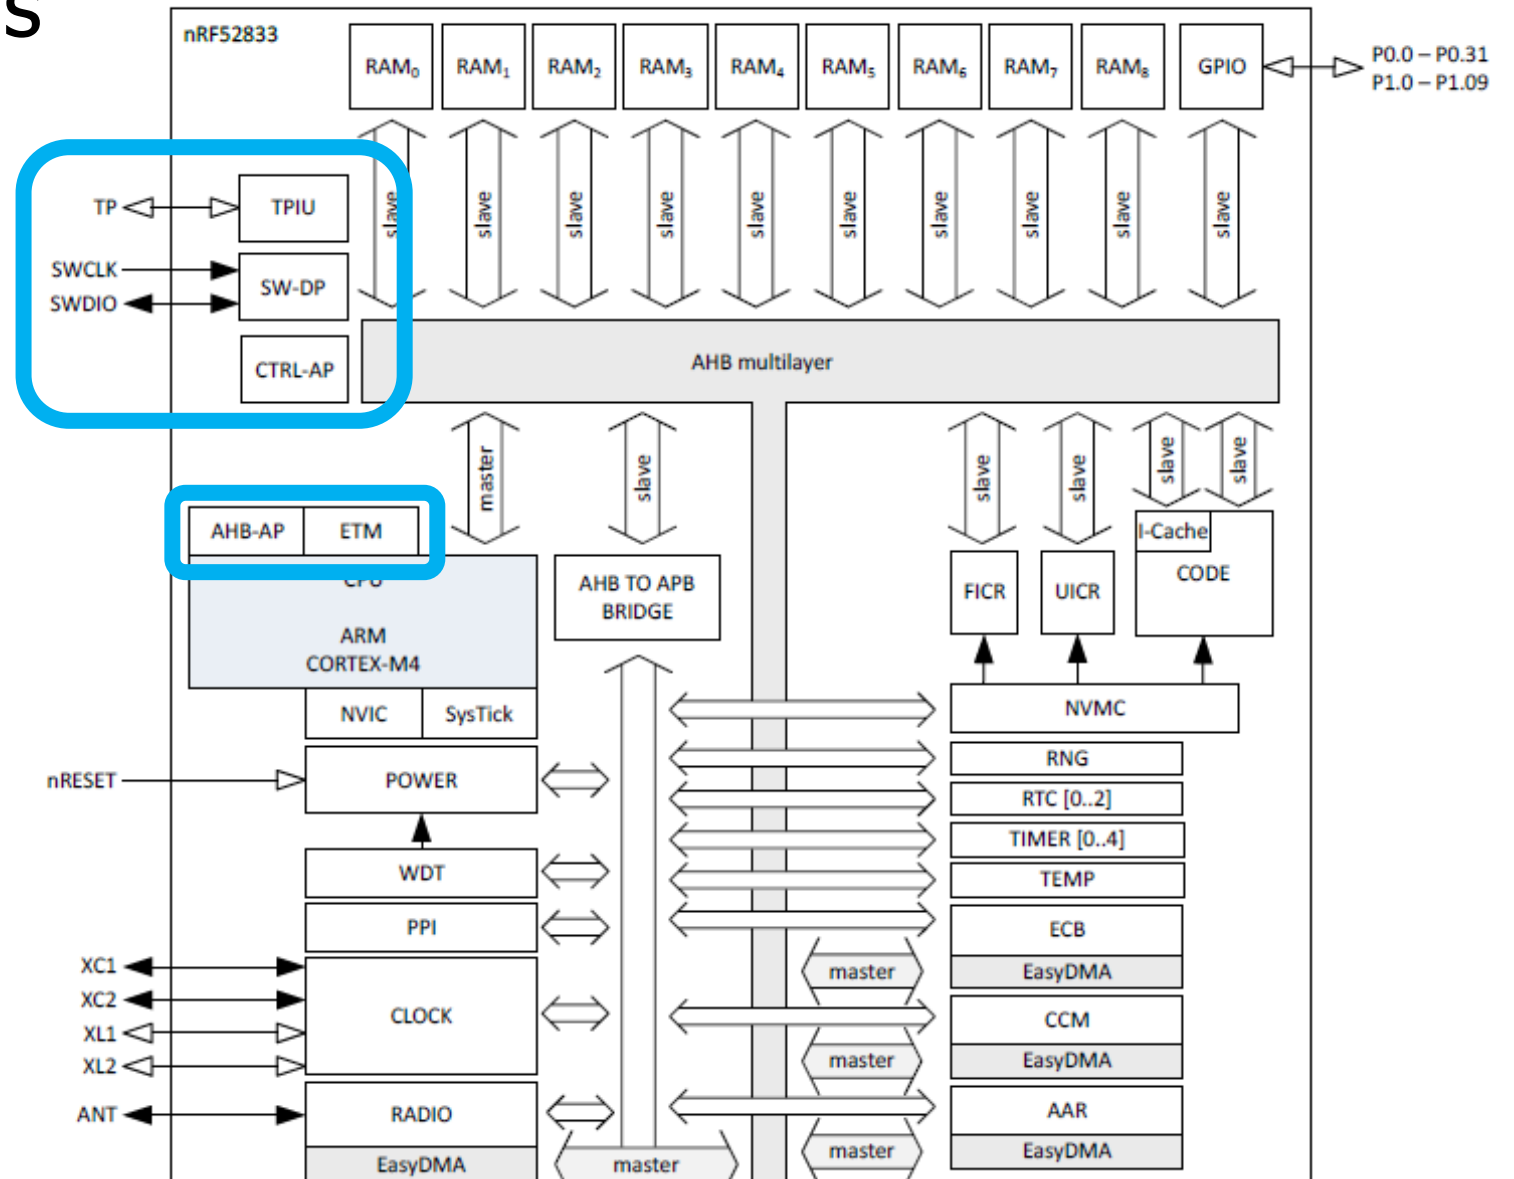 s
nRF52833
RAM₀ RAM₁ RAM₂ RAM₃ RAM₄ RAM₅ RAM₆ RAM₇ RAM₈ GPIO
P0.0 – P0.31
P1.0 – P1.09
slave slave slave slave slave slave slave slave slave slave
TP TPIU
SWCLK
SWDIO
SW-DP
CTRL-AP
AHB multilayer
master slave slave slave slave slave
AHB-AP ETM
CPU
ARM
CORTEX-M4
NVIC SysTick
AHB TO APB
BRIDGE
FICR UICR
I-Cache
CODE
NVMC
nRESET POWER
RNG
RTC [0..2]
TIMER [0..4]
WDT
TEMP
PPI
ECB
master EasyDMA
XC1
XC2
XL1
XL2
CLOCK
CCM
master EasyDMA
ANT RADIO
EasyDMA
master
AAR
master EasyDMA